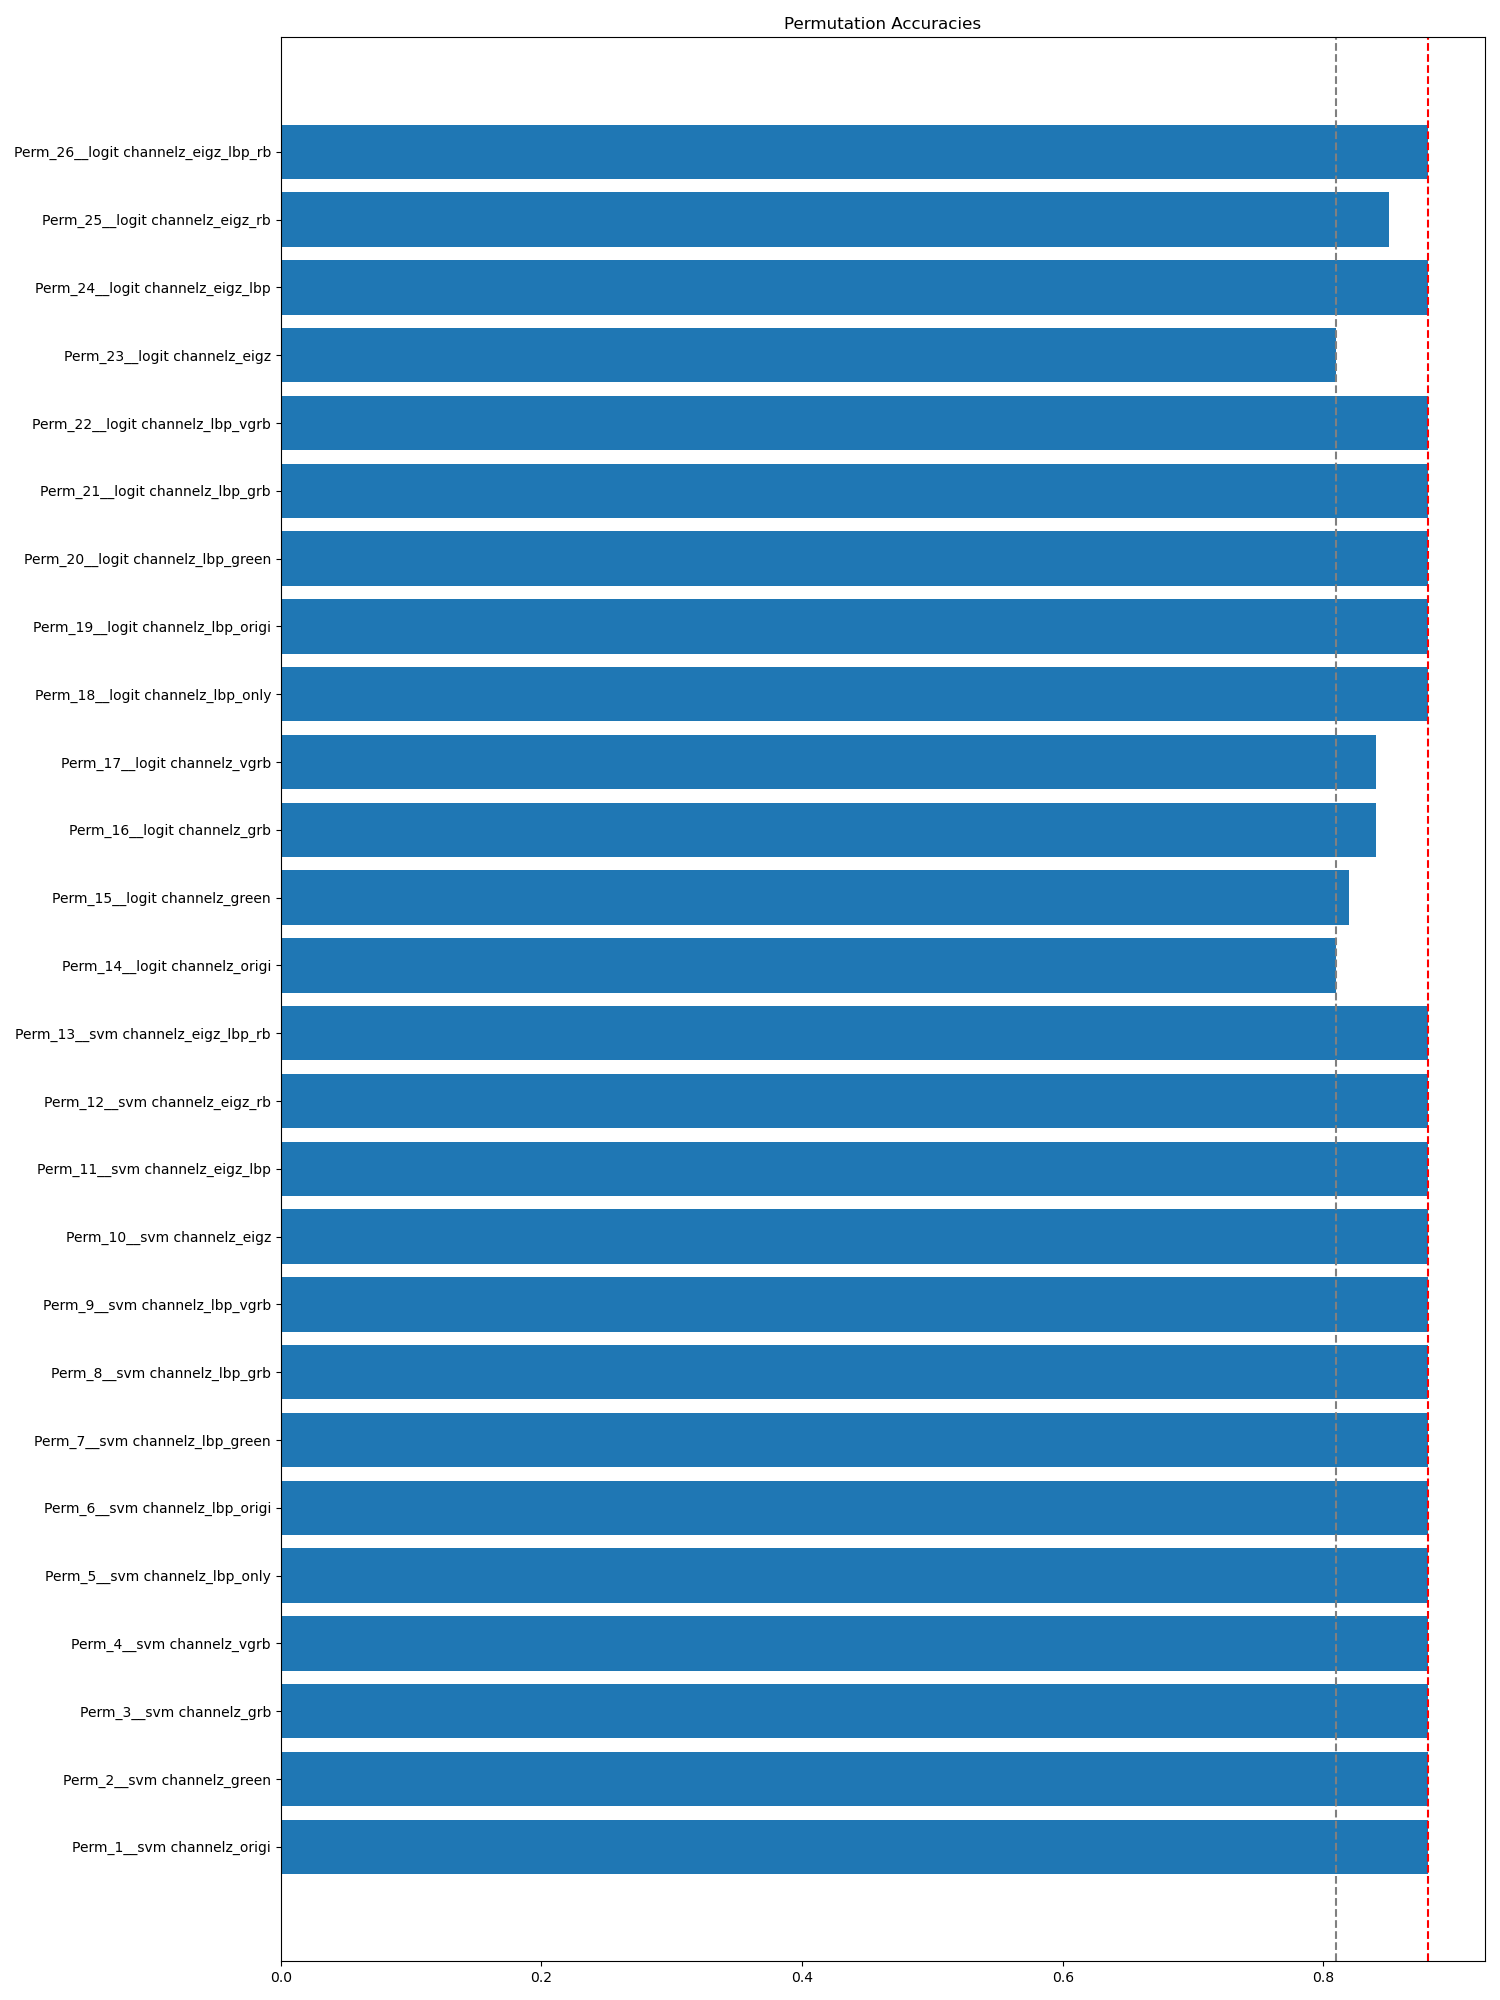 Permutation Accuracies
Perm_26__logit channelz_eigz_lbp_rb
Perm_25__logit channelz_eigz_rb
Perm_24__logit channelz_eigz_lbp
Perm_23__logit channelz_eigz
Perm_22__logit channelz_lbp_vgrb
Perm_21__logit channelz_lbp_grb
Perm_20__logit channelz_lbp_green
Perm_19__logit channelz_lbp_origi
Perm_18__logit channelz_lbp_only
Perm_17__logit channelz_vgrb
Perm_16__logit channelz_grb
Perm_15__logit channelz_green
Perm_14__logit channelz_origi
Perm_13__svm channelz_eigz_lbp_rb
Perm_12__svm channelz_eigz_rb
Perm_11__svm channelz_eigz_lbp
Perm_10__svm channelz_eigz
Perm_9__svm channelz_lbp_vgrb
Perm_8__svm channelz_lbp_grb
Perm_7__svm channelz_lbp_green
Perm_6__svm channelz_lbp_origi
Perm_5__svm channelz_lbp_only
Perm_4__svm channelz_vgrb
Perm_3__svm channelz_grb
Perm_2__svm channelz_green
Perm_1__svm channelz_origi
0.0 0.2 0.4 0.6 0.8